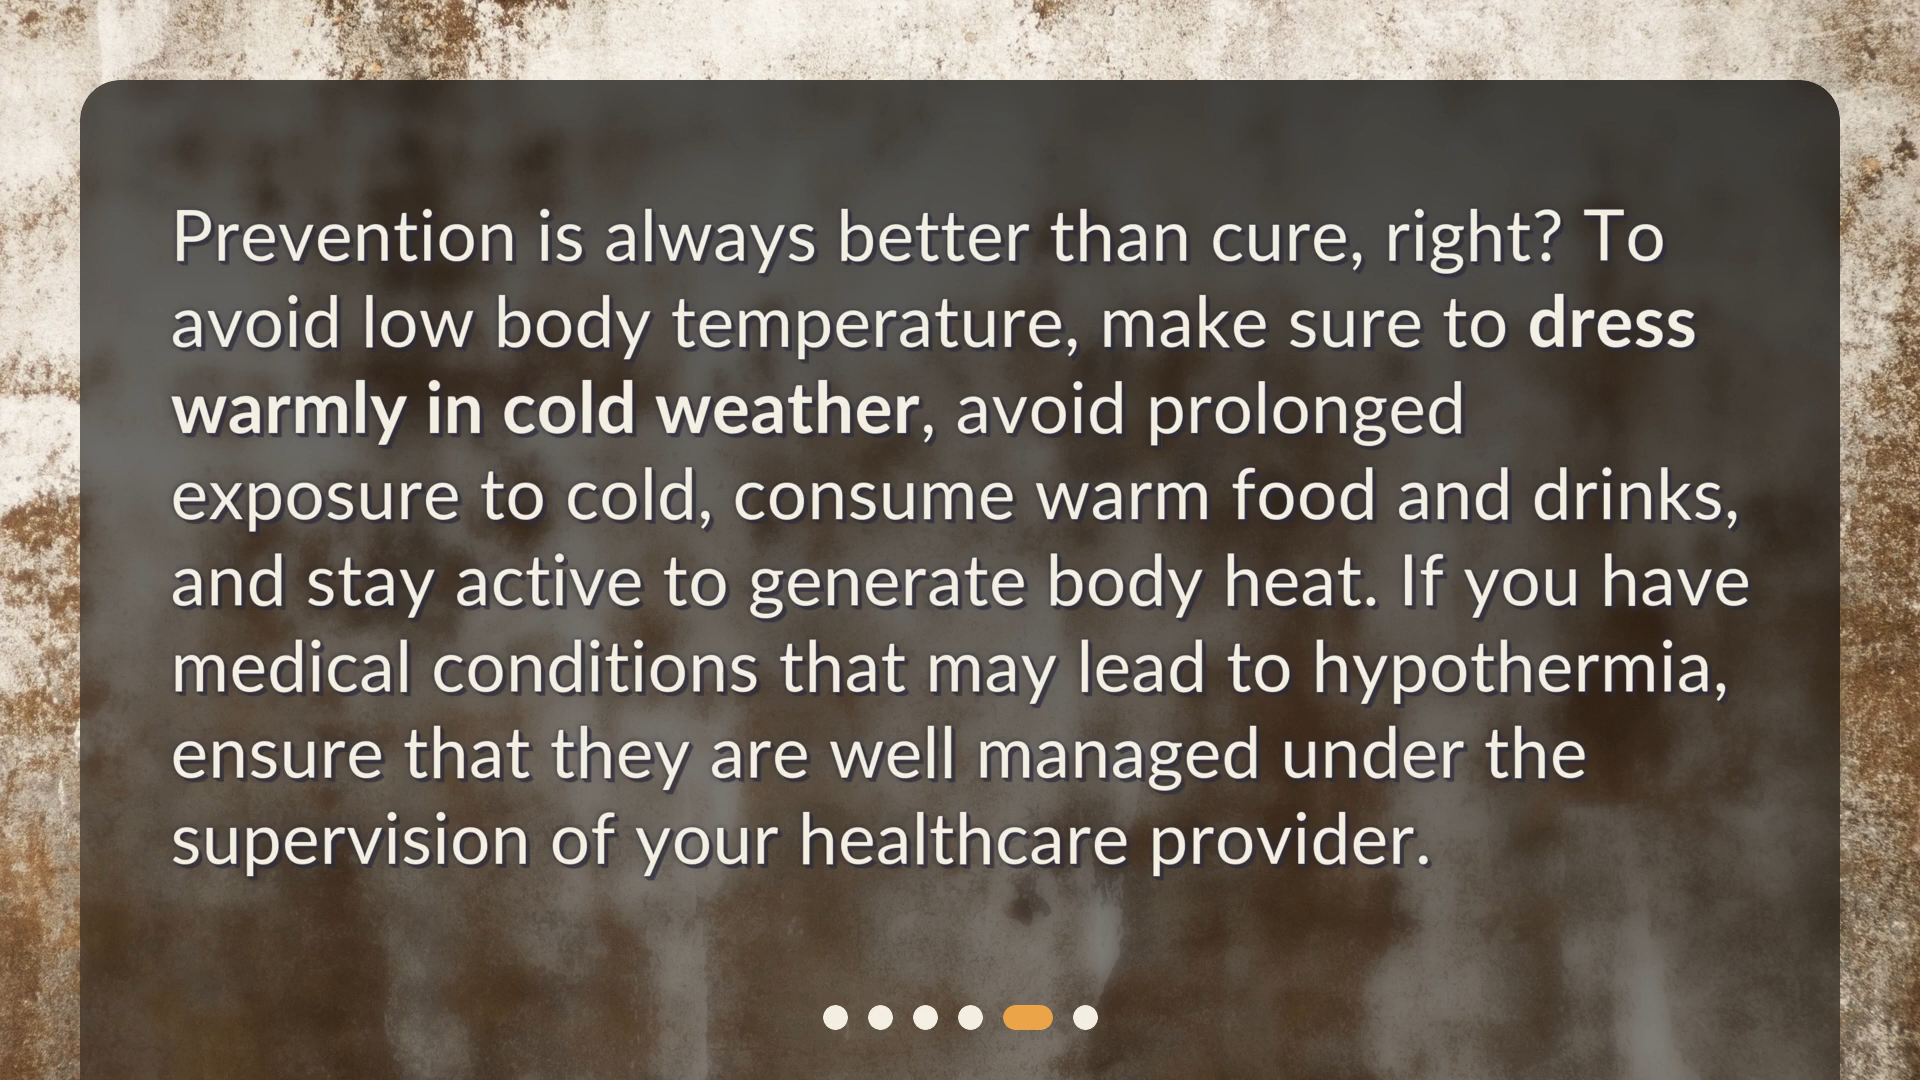 Prevention is always better than cure, right? To
avoid low body temperature, make sure to dress
warmly in cold weather, avoid prolonged
exposure to cold, consume warm food and drinks,
and stay active to generate body heat. If you have
medical conditions that may lead to hypothermia,
ensure that they are well managed under the
supervision of your healthcare provider.